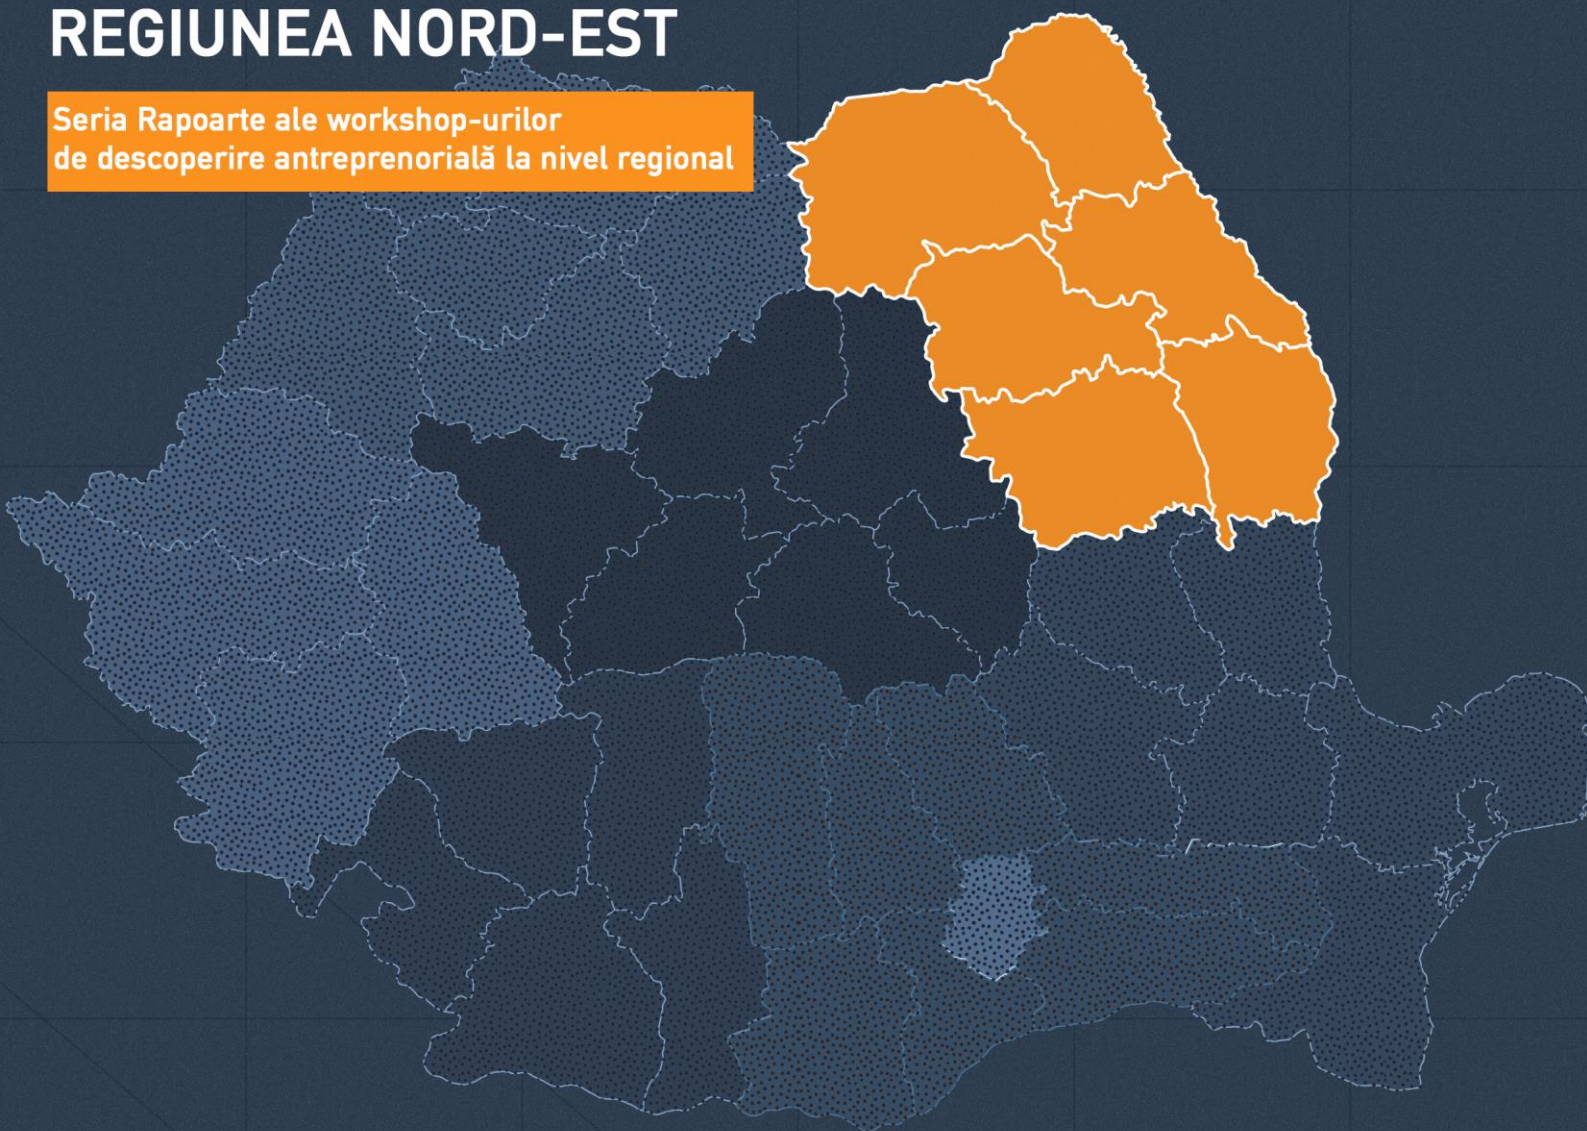 REGIUNEA NORD-EST
Seria Rapoarte ale workshop-urilor
de descoperire antreprenorială la nivel regional